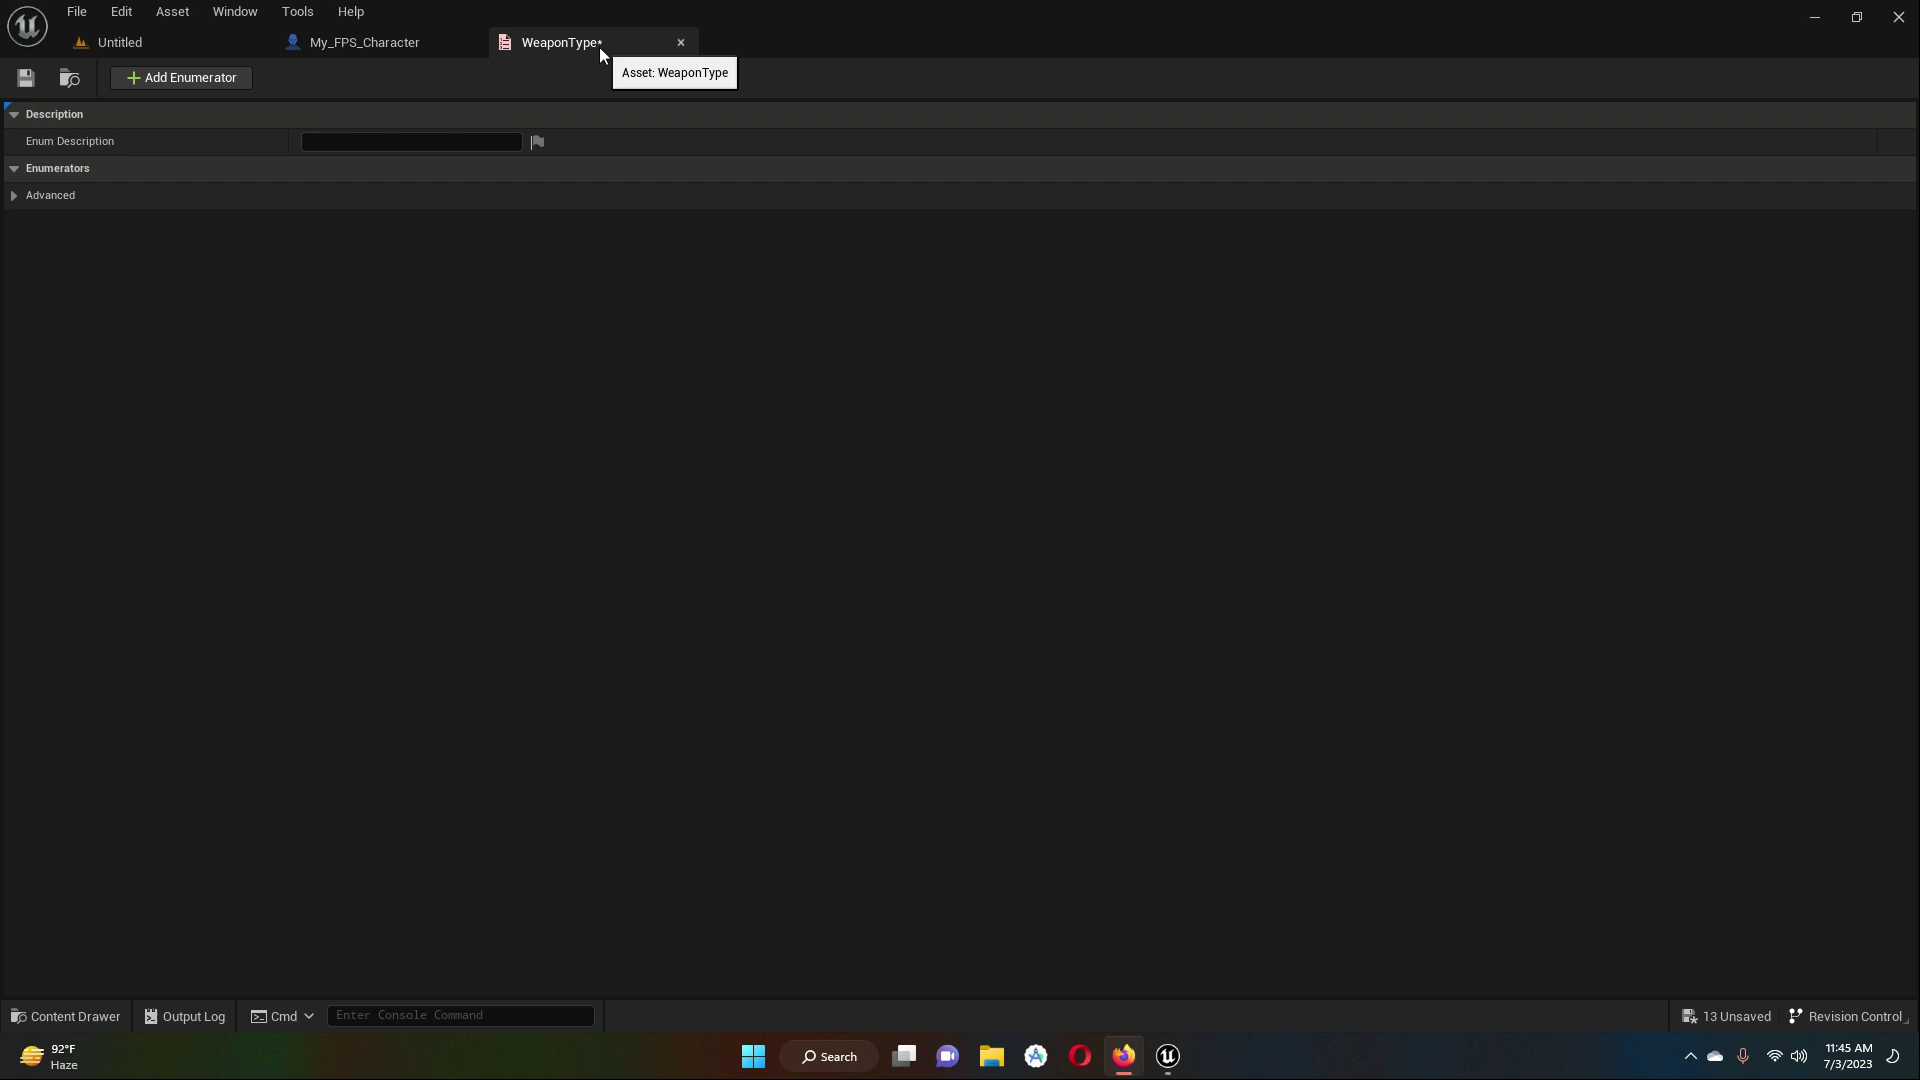 File Edit Asset Window Tools Help
Untitled My_FPS_Character WeaponType*
Asset: WeaponType
Add Enumerator
Description
Enum Description
Enumerators
Advanced
Content Drawer Output Log Cmd Enter Console Command 13 Unsaved Revision Control
92°F
Haze
Search
11:45 AM
7/3/2023